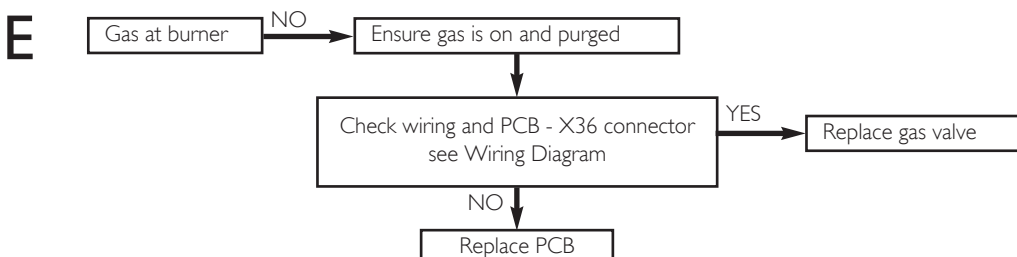 E
Gas at burner
NO
Ensure gas is on and purged
Check wiring and PCB - X36 connector
see Wiring Diagram
YES
Replace gas valve
NO
Replace PCB